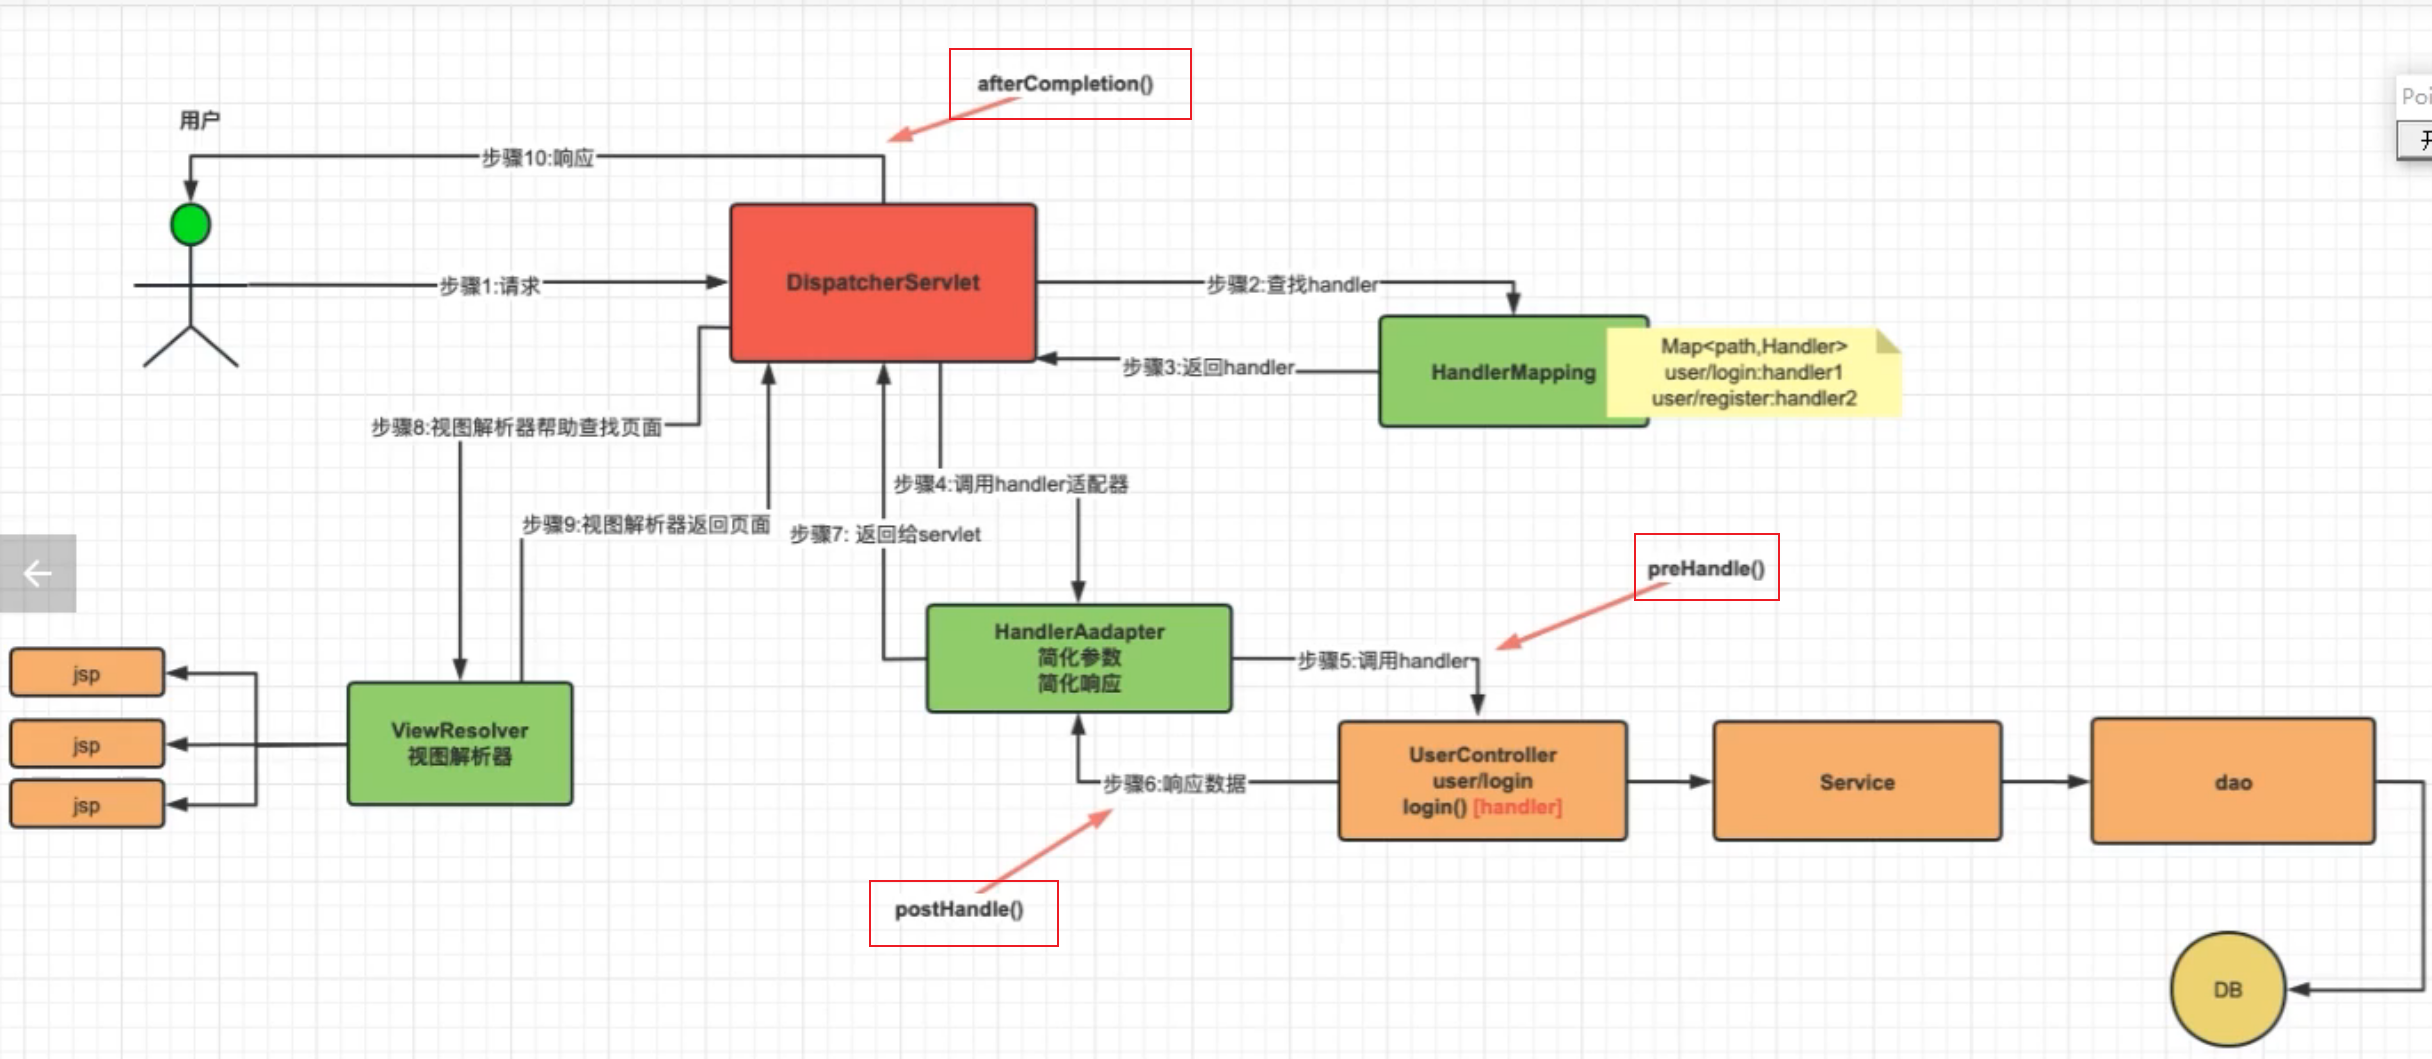 afterCompletion()
用户
步骤10:响应
步骤1:请求
DispatcherServlet
步骤2:查找handler
步骤3:返回handler
HandlerMapping
Map<path,Handler>
user/login:handler1
user/register:handler2
步骤8:视图解析器帮助查找页面
步骤4:调用handler适配器
步骤9:视图解析器返回页面
步骤7: 返回给servlet
preHandle()
HandlerAadapter
简化参数
简化响应
步骤5:调用handler
jsp
jsp
jsp
ViewResolver
视图解析器
步骤6:响应数据
UserController
user/login
login() [handler]
Service
dao
postHandle()
DB
Poi